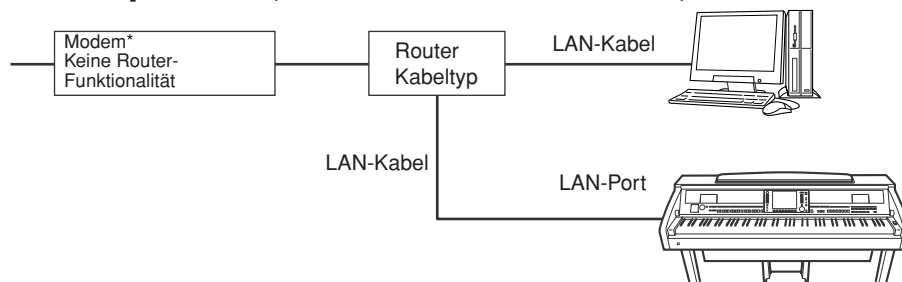 Modem*
Keine Router-
Funktionalität
Router
Kabeltyp
LAN-Kabel
LAN-Kabel
LAN-Port